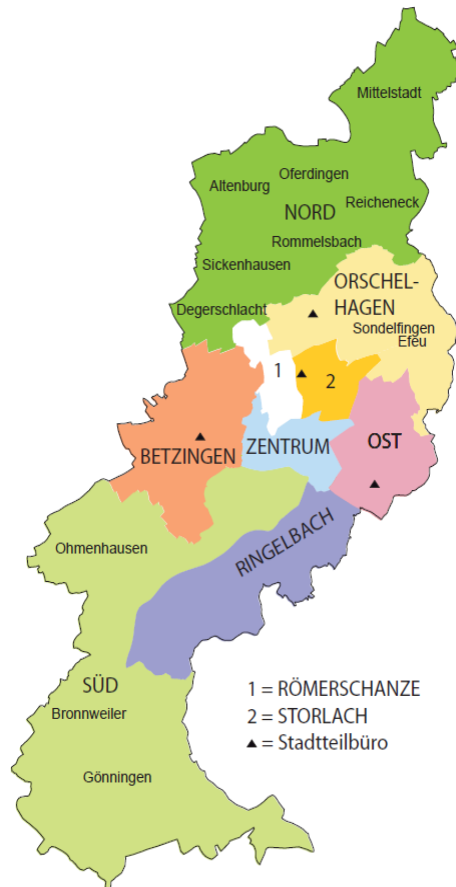 Mittelstadt
Oferdingen
Altenburg
Reicheneck
NORD
Rommelsbach
Sickenhausen
ORSCHEL-
HAGEN
Degerschlacht
Sondelfingen
Efeu
1
2
ZENTRUM
OST
BETZINGEN
RINGELBACH
Ohmenhausen
SÜD
Bronnweiler
Gönningen
1 = RÖMERSCHANZE
2 = STORLACH
▲ = Stadtteilbüro